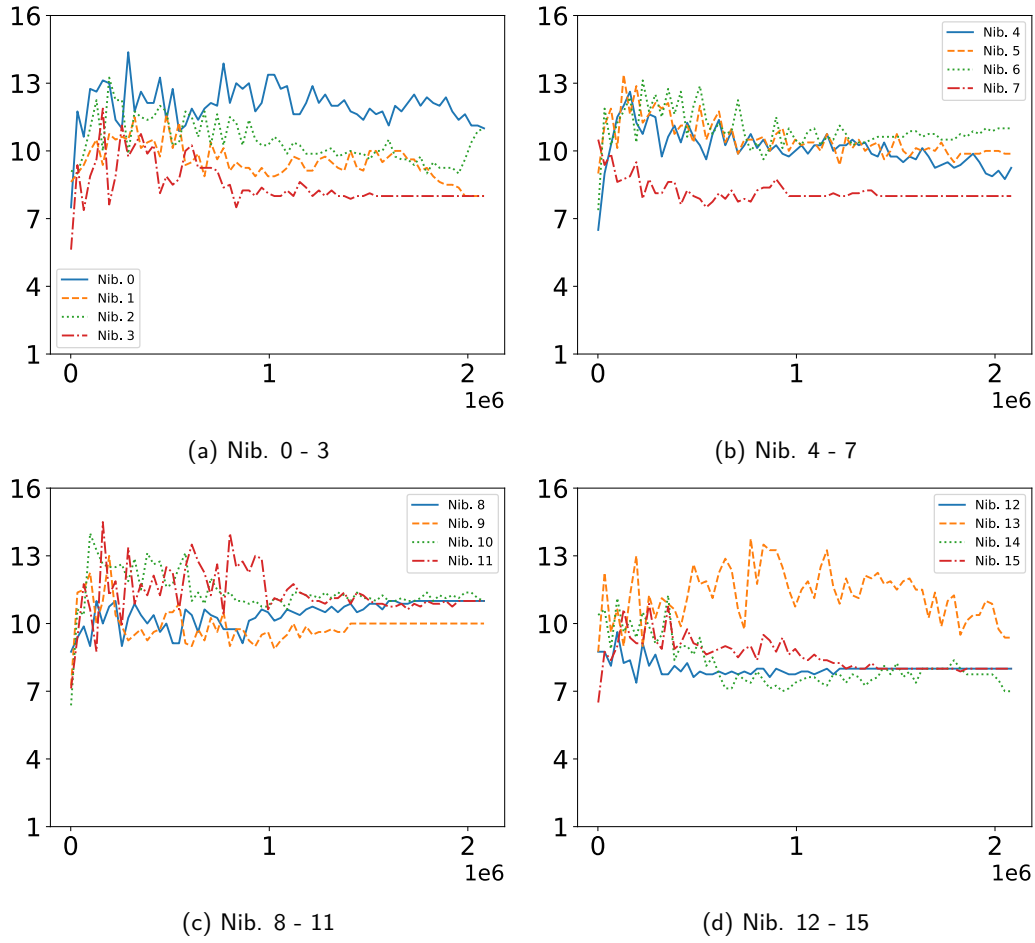 16
13
10
7
4
1
Nib. 0
Nib. 1
Nib. 2
Nib. 3
0 1 2
1e6
(a) Nib. 0 - 3
16
13
10
7
4
1
Nib. 4
Nib. 5
Nib. 6
Nib. 7
0 1 2
1e6
(b) Nib. 4 - 7
16
13
10
7
4
1
Nib. 8
Nib. 9
Nib. 10
Nib. 11
0 1 2
1e6
(c) Nib. 8 - 11
16
13
10
7
4
1
Nib. 12
Nib. 13
Nib. 14
Nib. 15
0 1 2
1e6
(d) Nib. 12 - 15